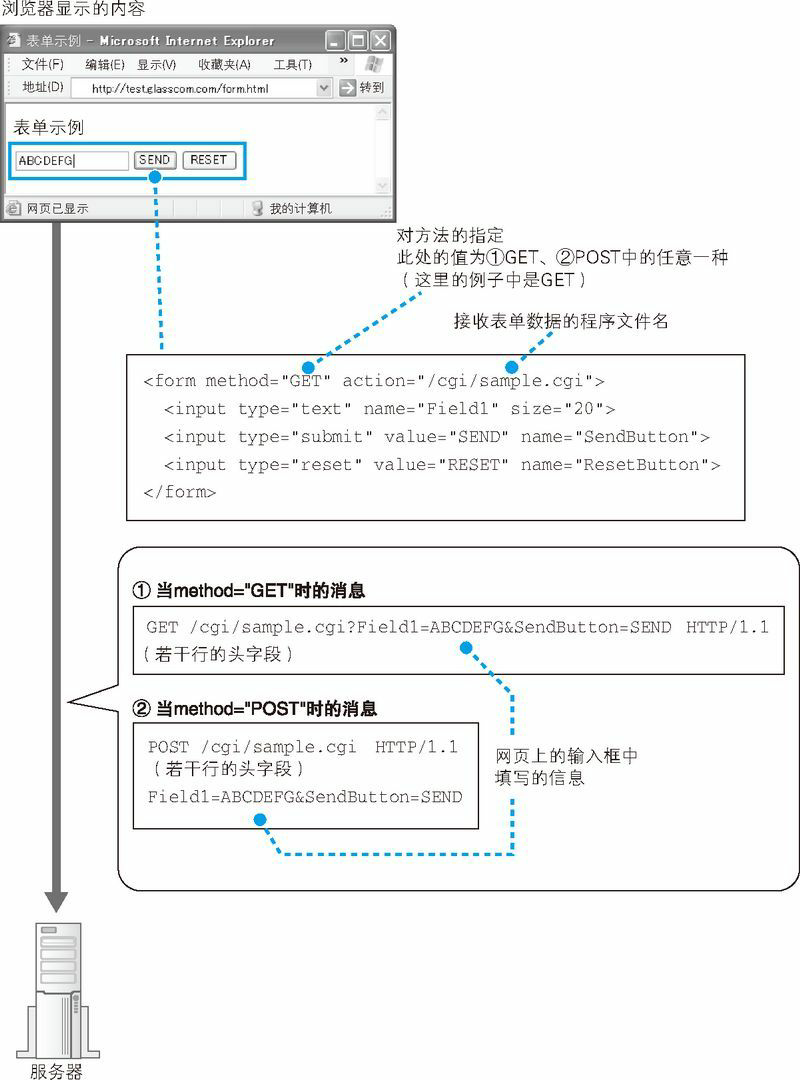 浏览器显示的内容
表单示例 - Microsoft Internet Explorer
文件(F) 编辑(E) 显示(V) 收藏夹(A) 工具(T) »
地址(D) http://test.glasscom.com/form.html 转到
表单示例
ABCDEFG SEND RESET
网页已显示 我的计算机
对方法的指定
此处的值为①GET、②POST中的任意一种
（这里的例子中是GET）
接收表单数据的程序文件名
<form method="GET" action="/cgi/sample.cgi">
<input type="text" name="Field1" size="20">
<input type="submit" value="SEND" name="SendButton">
<input type="reset" value="RESET" name="ResetButton">
</form>
① 当method="GET"时的消息
GET /cgi/sample.cgi?Field1=ABCDEFG&SendButton=SEND HTTP/1.1
（若干行的头字段）
② 当method="POST"时的消息
POST /cgi/sample.cgi HTTP/1.1
（若干行的头字段）
Field1=ABCDEFG&SendButton=SEND
网页上的输入框中
填写的信息
服务器